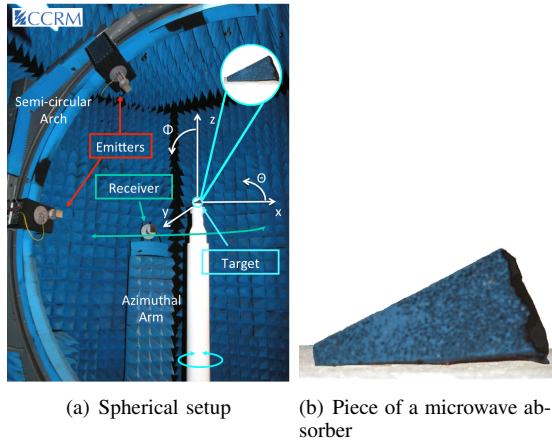 CCRM
Semi-circular
Arch
Emitters
Φ
z
Receiver
Θ
y
x
Target
Azimuthal
Arm
(a) Spherical setup
(b) Piece of a microwave ab-
sorber